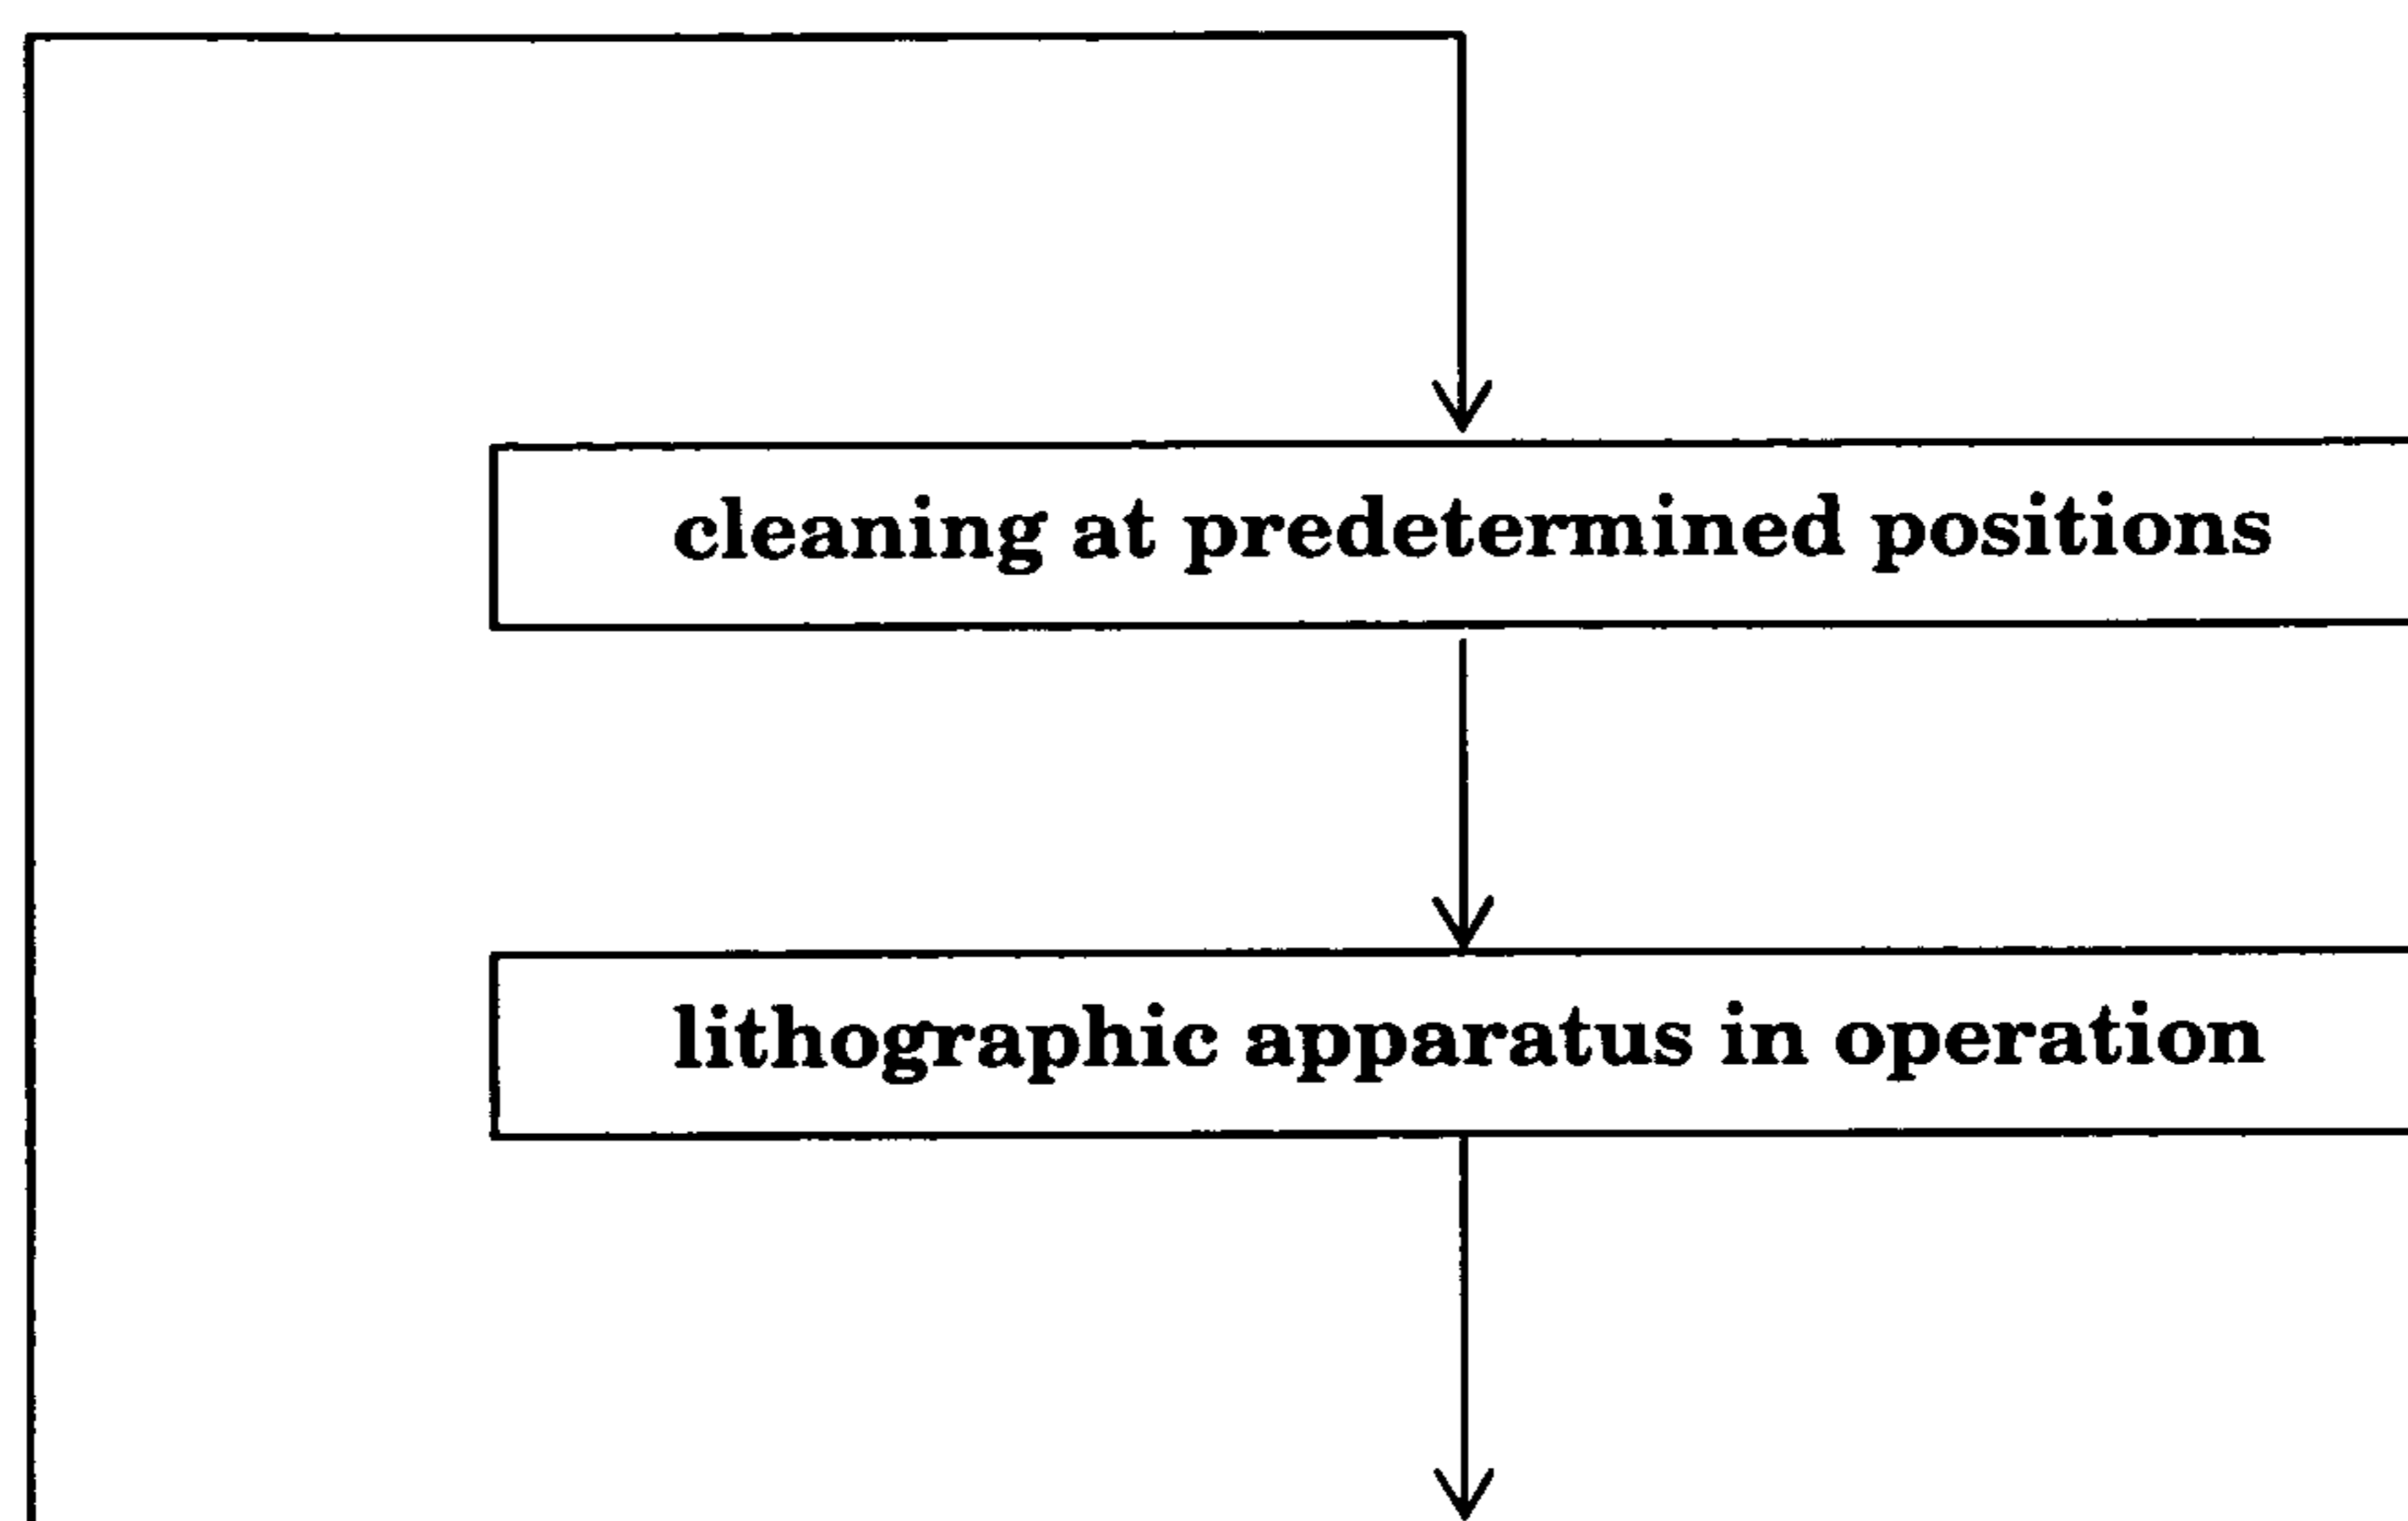 cleaning at predetermined positions
lithographic apparatus in operation